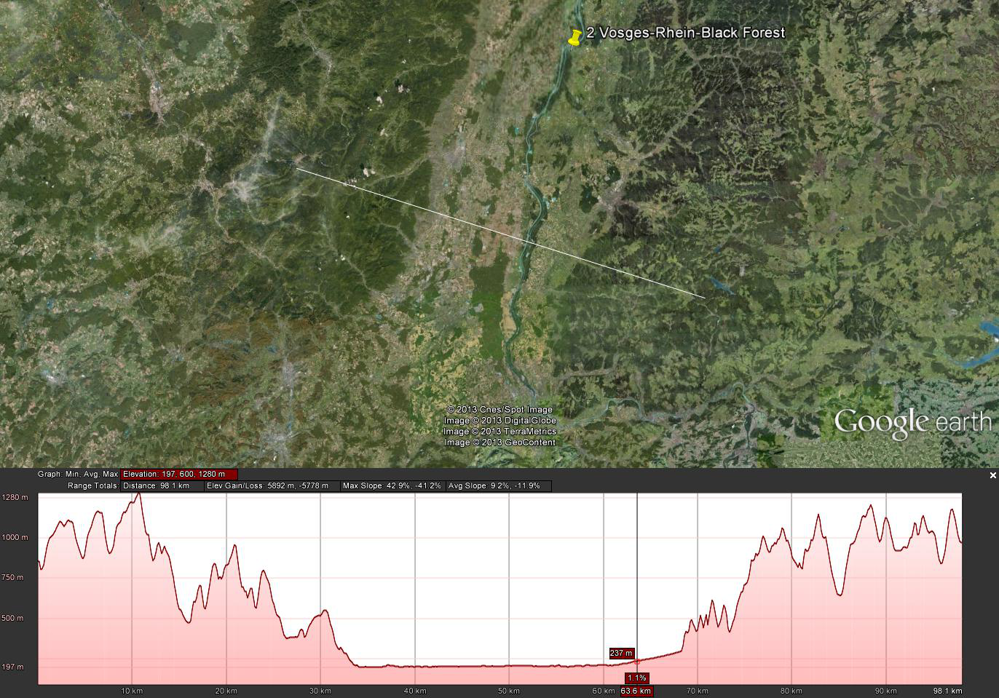 2 Vosges-Rhein-Black Forest
© 2013 Cnes/Spot Image
Image © 2013 DigitalGlobe
Image © 2013 TerraMetrics
Image © 2013 GeoContent
Google earth
Graph: Min, Avg, Max Elevation: 197, 600, 1280 m
Range Totals: Distance: 98.1 km Elev Gain/Loss: 5892 m, -5778 m Max Slope: 42.9%, -41.2% Avg Slope: 9.2%, -11.9%
1280 m
1000 m
750 m
500 m
237 m
197 m
1.1%
10 km 20 km 30 km 40 km 50 km 60 km 63.6 km 70 km 80 km 90 km 98.1 km